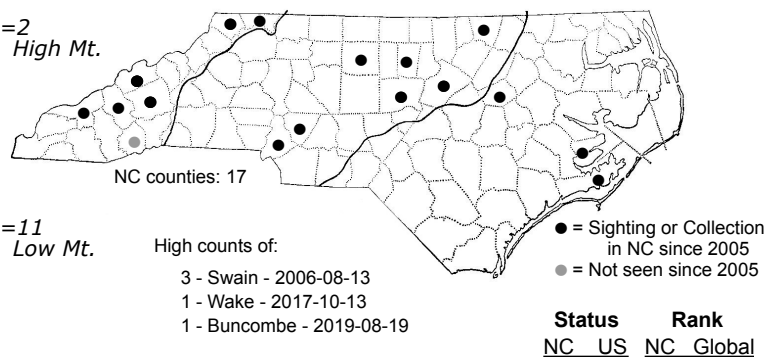 =2
High Mt.
NC counties: 17
=11
Low Mt.
High counts of:
3 - Swain - 2006-08-13
1 - Wake - 2017-10-13
1 - Buncombe - 2019-08-19
● = Sighting or Collection
in NC since 2005
● = Not seen since 2005
Status Rank
NC US NC Global